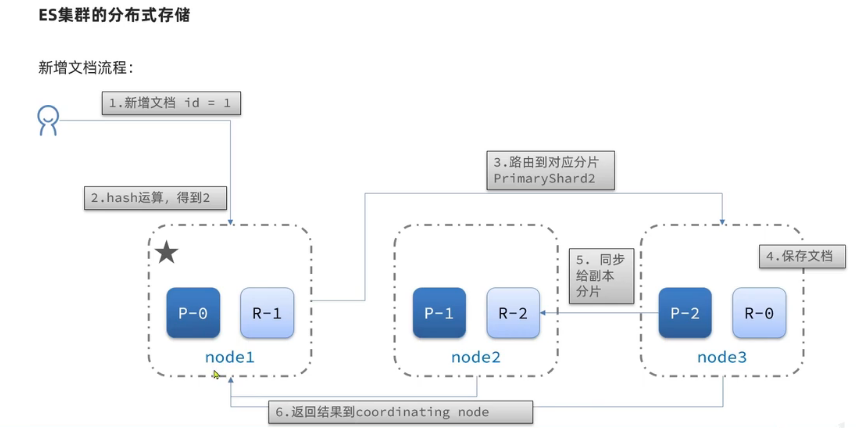 ES集群的分布式存储
新增文档流程：
1.新增文档 id = 1
2.hash运算，得到2
3.路由到对应分片
PrimaryShard2
4.保存文档
5. 同步
给副本
分片
P-0
R-1
node1
P-1
R-2
node2
P-2
R-0
node3
6.返回结果到coordinating node